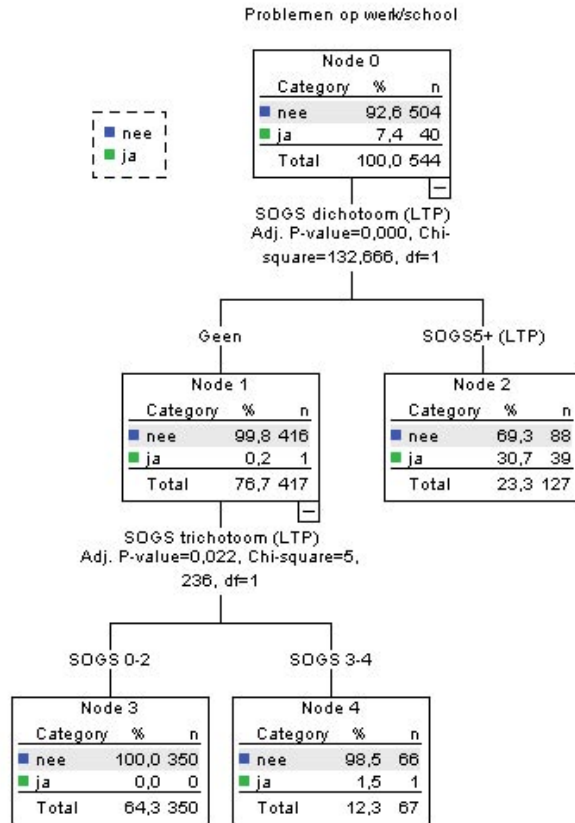 Problemen op werk/school
Node 0
Category % n
nee 92,6 504
ja 7,4 40
Total 100,0 544
nee
ja
SOGS dichotoom (LTP)
Adj. P-value=0,000, Chi-
square=132,666, df=1
Geen
SOGS5+ (LTP)
Node 1
Category % n
nee 99,8 416
ja 0,2 1
Total 76,7 417
Node 2
Category % n
nee 69,3 88
ja 30,7 39
Total 23,3 127
SOGS trichotoom (LTP)
Adj. P-value=0,022, Chi-square=5,
236, df=1
SOGS 0-2
SOGS 3-4
Node 3
Category % n
nee 100,0 350
ja 0,0 0
Total 64,3 350
Node 4
Category % n
nee 98,5 66
ja 1,5 1
Total 12,3 67